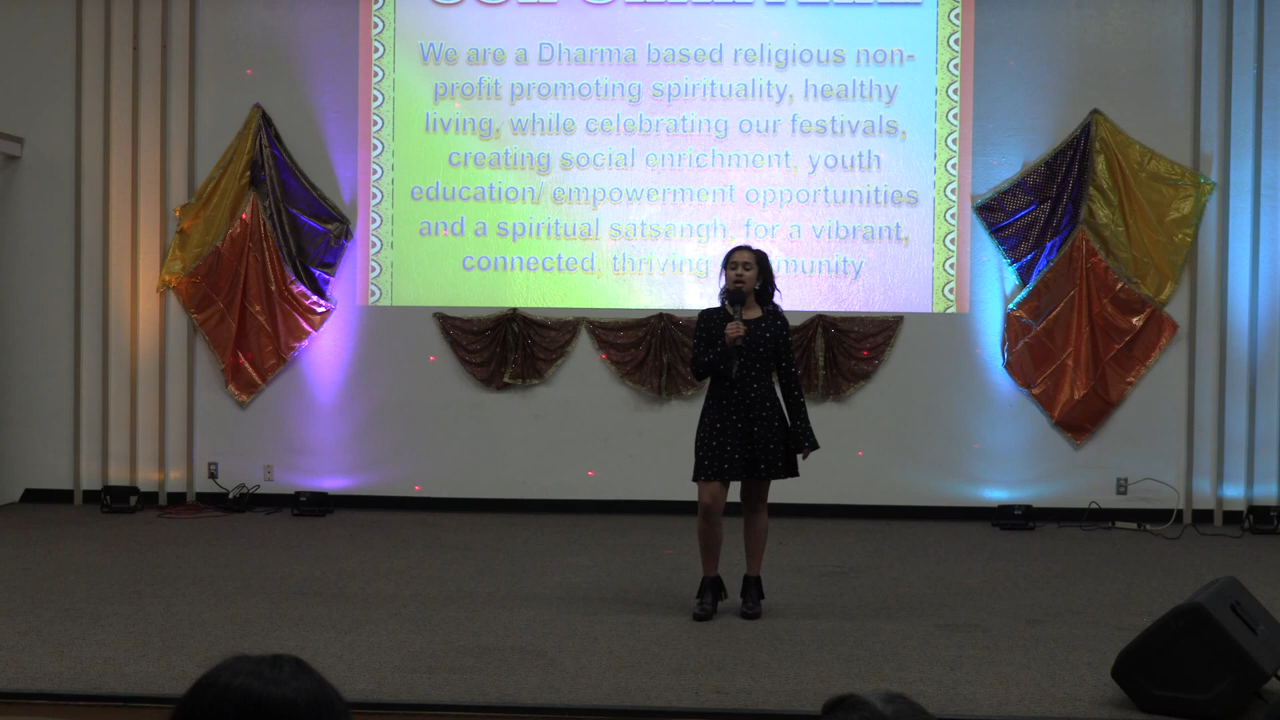 We are a Dharma based religious non-
profit promoting spirituality, healthy
living, while celebrating our festivals,
creating social enrichment, youth
education/ empowerment opportunities
and a spiritual satsangh, for a vibrant,
connected, thriving munity